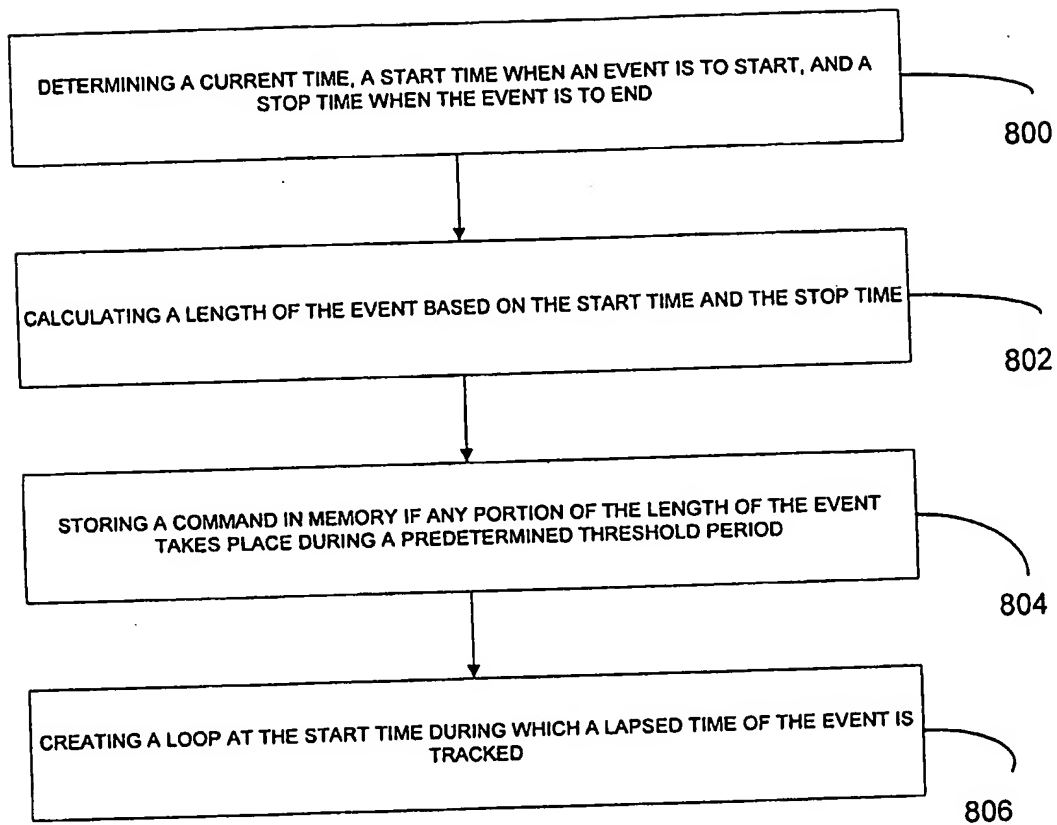 DETERMINING A CURRENT TIME, A START TIME WHEN AN EVENT IS TO START, AND A
STOP TIME WHEN THE EVENT IS TO END
800
CALCULATING A LENGTH OF THE EVENT BASED ON THE START TIME AND THE STOP TIME
802
STORING A COMMAND IN MEMORY IF ANY PORTION OF THE LENGTH OF THE EVENT
TAKES PLACE DURING A PREDETERMINED THRESHOLD PERIOD
804
CREATING A LOOP AT THE START TIME DURING WHICH A LAPSED TIME OF THE EVENT IS
TRACKED
806